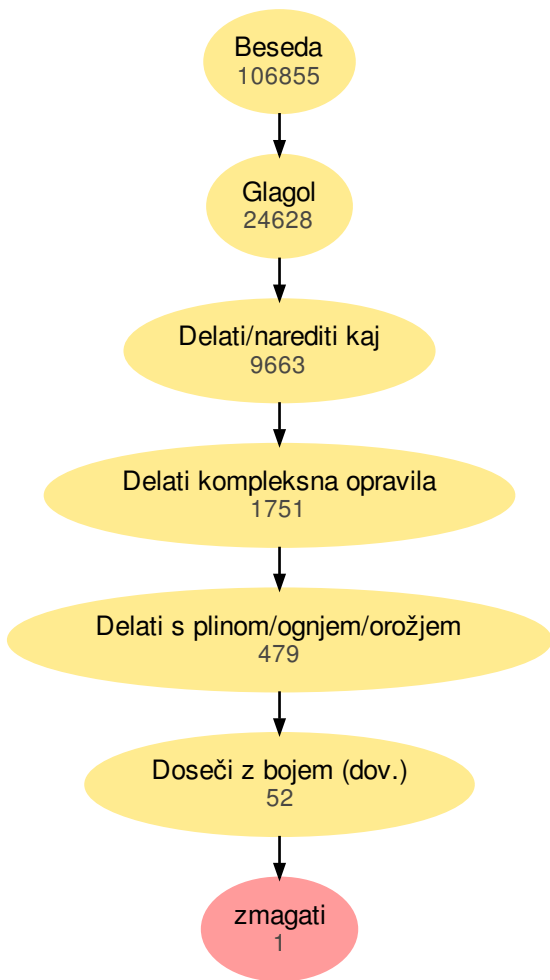 Beseda
106855
Glagol
24628
Delati/narediti kaj
9663
Delati kompleksna opravila
1751
Delati s plinom/ognjem/orožjem
479
Doseči z bojem (dov.)
52
zmagati
1